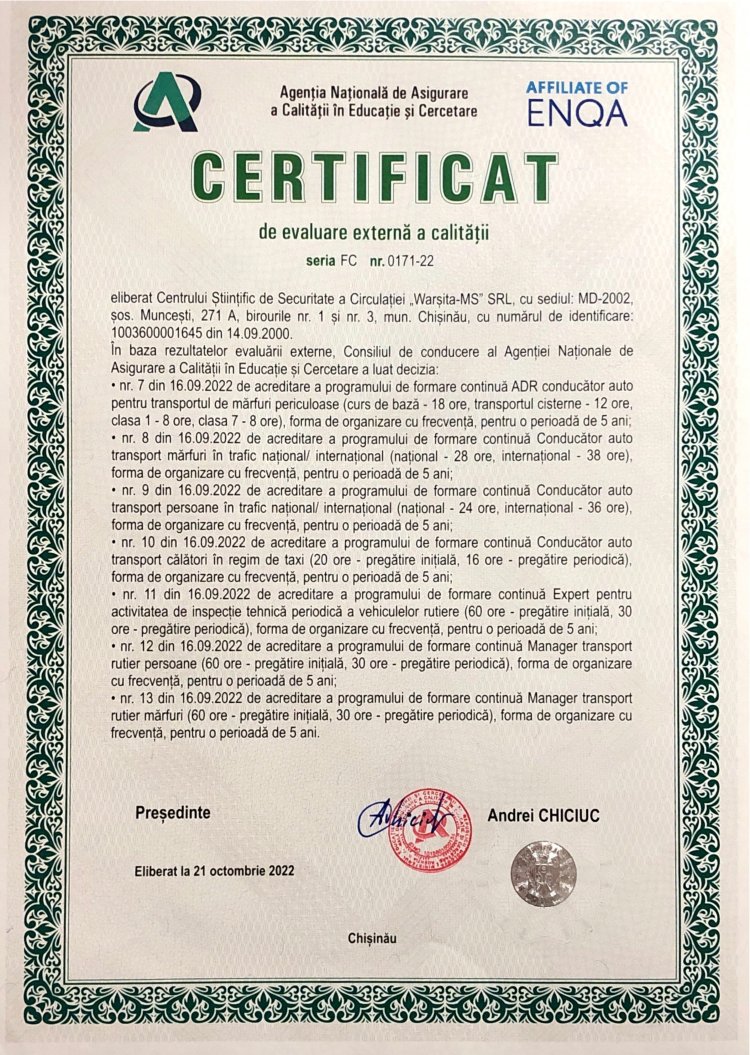 Agenția Națională de Asigurare
a Calității în Educație și Cercetare
AFFILIATE OF
ENQA
CERTIFICAT
de evaluare externă a calității
seria FC nr. 0171-22
eliberat Centrului Științific de Securitate a Circulației „Warșita-MS” SRL, cu sediul: MD-2002,
șos. Muncești, 271 A, birourile nr. 1 și nr. 3, mun. Chișinău, cu numărul de identificare:
1003600001645 din 14.09.2000.
În baza rezultatelor evaluării externe, Consiliul de conducere al Agenției Naționale de
Asigurare a Calității în Educație și Cercetare a luat decizia:
• nr. 7 din 16.09.2022 de acreditare a programului de formare continuă ADR conducător auto
pentru transportul de mărfuri periculoase (curs de bază - 18 ore, transportul cisterne - 12 ore,
clasa 1 - 8 ore, clasa 7 - 8 ore), forma de organizare cu frecvență, pentru o perioadă de 5 ani;
• nr. 8 din 16.09.2022 de acreditare a programului de formare continuă Conducător auto
transport mărfuri în trafic național/ internațional (național - 28 ore, internațional - 38 ore),
forma de organizare cu frecvență, pentru o perioadă de 5 ani;
• nr. 9 din 16.09.2022 de acreditare a programului de formare continuă Conducător auto
transport persoane în trafic național/ internațional (național - 24 ore, internațional - 36 ore),
forma de organizare cu frecvență, pentru o perioadă de 5 ani;
• nr. 10 din 16.09.2022 de acreditare a programului de formare continuă Conducător auto
transport călători în regim de taxi (20 ore - pregătire inițială, 16 ore - pregătire periodică),
forma de organizare cu frecvență, pentru o perioadă de 5 ani;
• nr. 11 din 16.09.2022 de acreditare a programului de formare continuă Expert pentru
activitatea de inspecție tehnică periodică a vehiculelor rutiere (60 ore - pregătire inițială, 30
ore - pregătire periodică), forma de organizare cu frecvență, pentru o perioadă de 5 ani;
• nr. 12 din 16.09.2022 de acreditare a programului de formare continuă Manager transport
rutier persoane (60 ore - pregătire inițială, 30 ore - pregătire periodică), forma de organizare
cu frecvență, pentru o perioadă de 5 ani;
• nr. 13 din 16.09.2022 de acreditare a programului de formare continuă Manager transport
rutier mărfuri (60 ore - pregătire inițială, 30 ore - pregătire periodică), forma de organizare cu
frecvență, pentru o perioadă de 5 ani.
Președinte
Andrei CHICIUC
Eliberat la 21 octombrie 2022
Chișinău